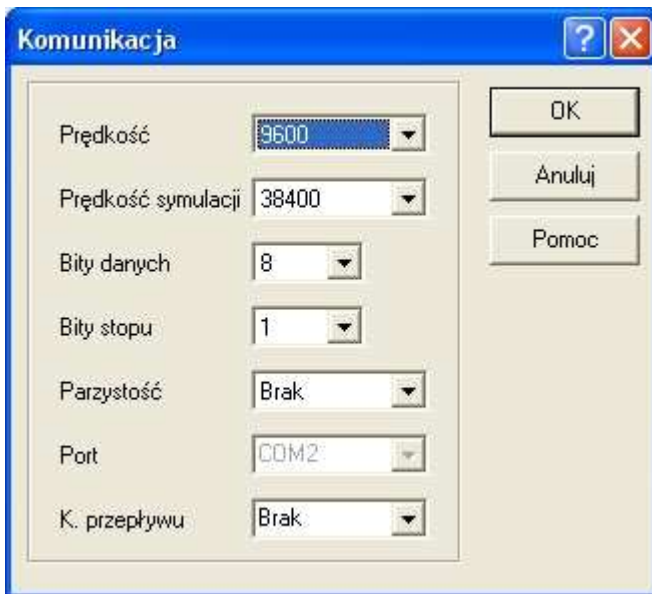 Komunikacja
Prędkość 9600
Prędkość symulacji 38400
Bity danych 8
Bity stopu 1
Parzystość Brak
Port COM2
K. przepływu Brak
OK
Anuluj
Pomoc